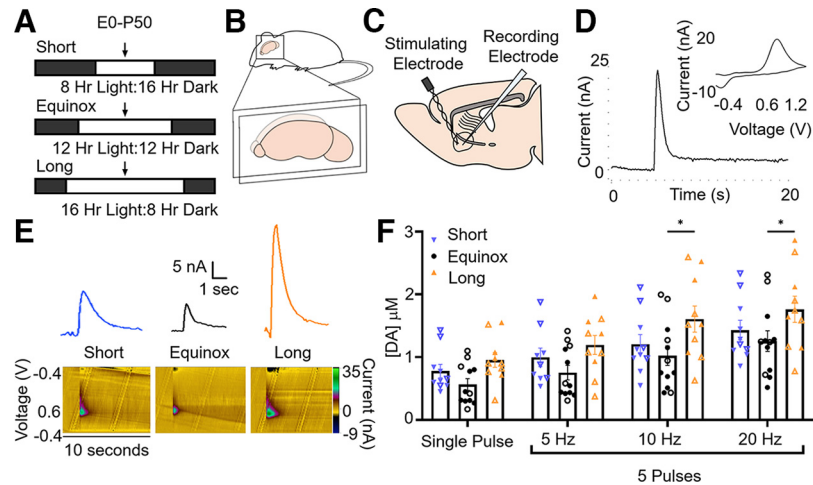 A
E0-P50
Short
8 Hr Light:16 Hr Dark
Equinox
12 Hr Light:12 Hr Dark
Long
16 Hr Light:8 Hr Dark
B
C
Stimulating
Electrode
Recording
Electrode
D
25
Current (nA)
0
0
Time (s)
20
20
Current (nA)
-10
-0.4
0.6
1.2
Voltage (V)
E
5 nA
1 sec
Short
Equinox
Long
-0.4
0.6
-0.4
Voltage (V)
35
0
-9
Current (nA)
10 seconds
F
Short
Equinox
Long
*
*
3
2
1
0
[DA] µM
Single Pulse
5 Hz
10 Hz
20 Hz
5 Pulses